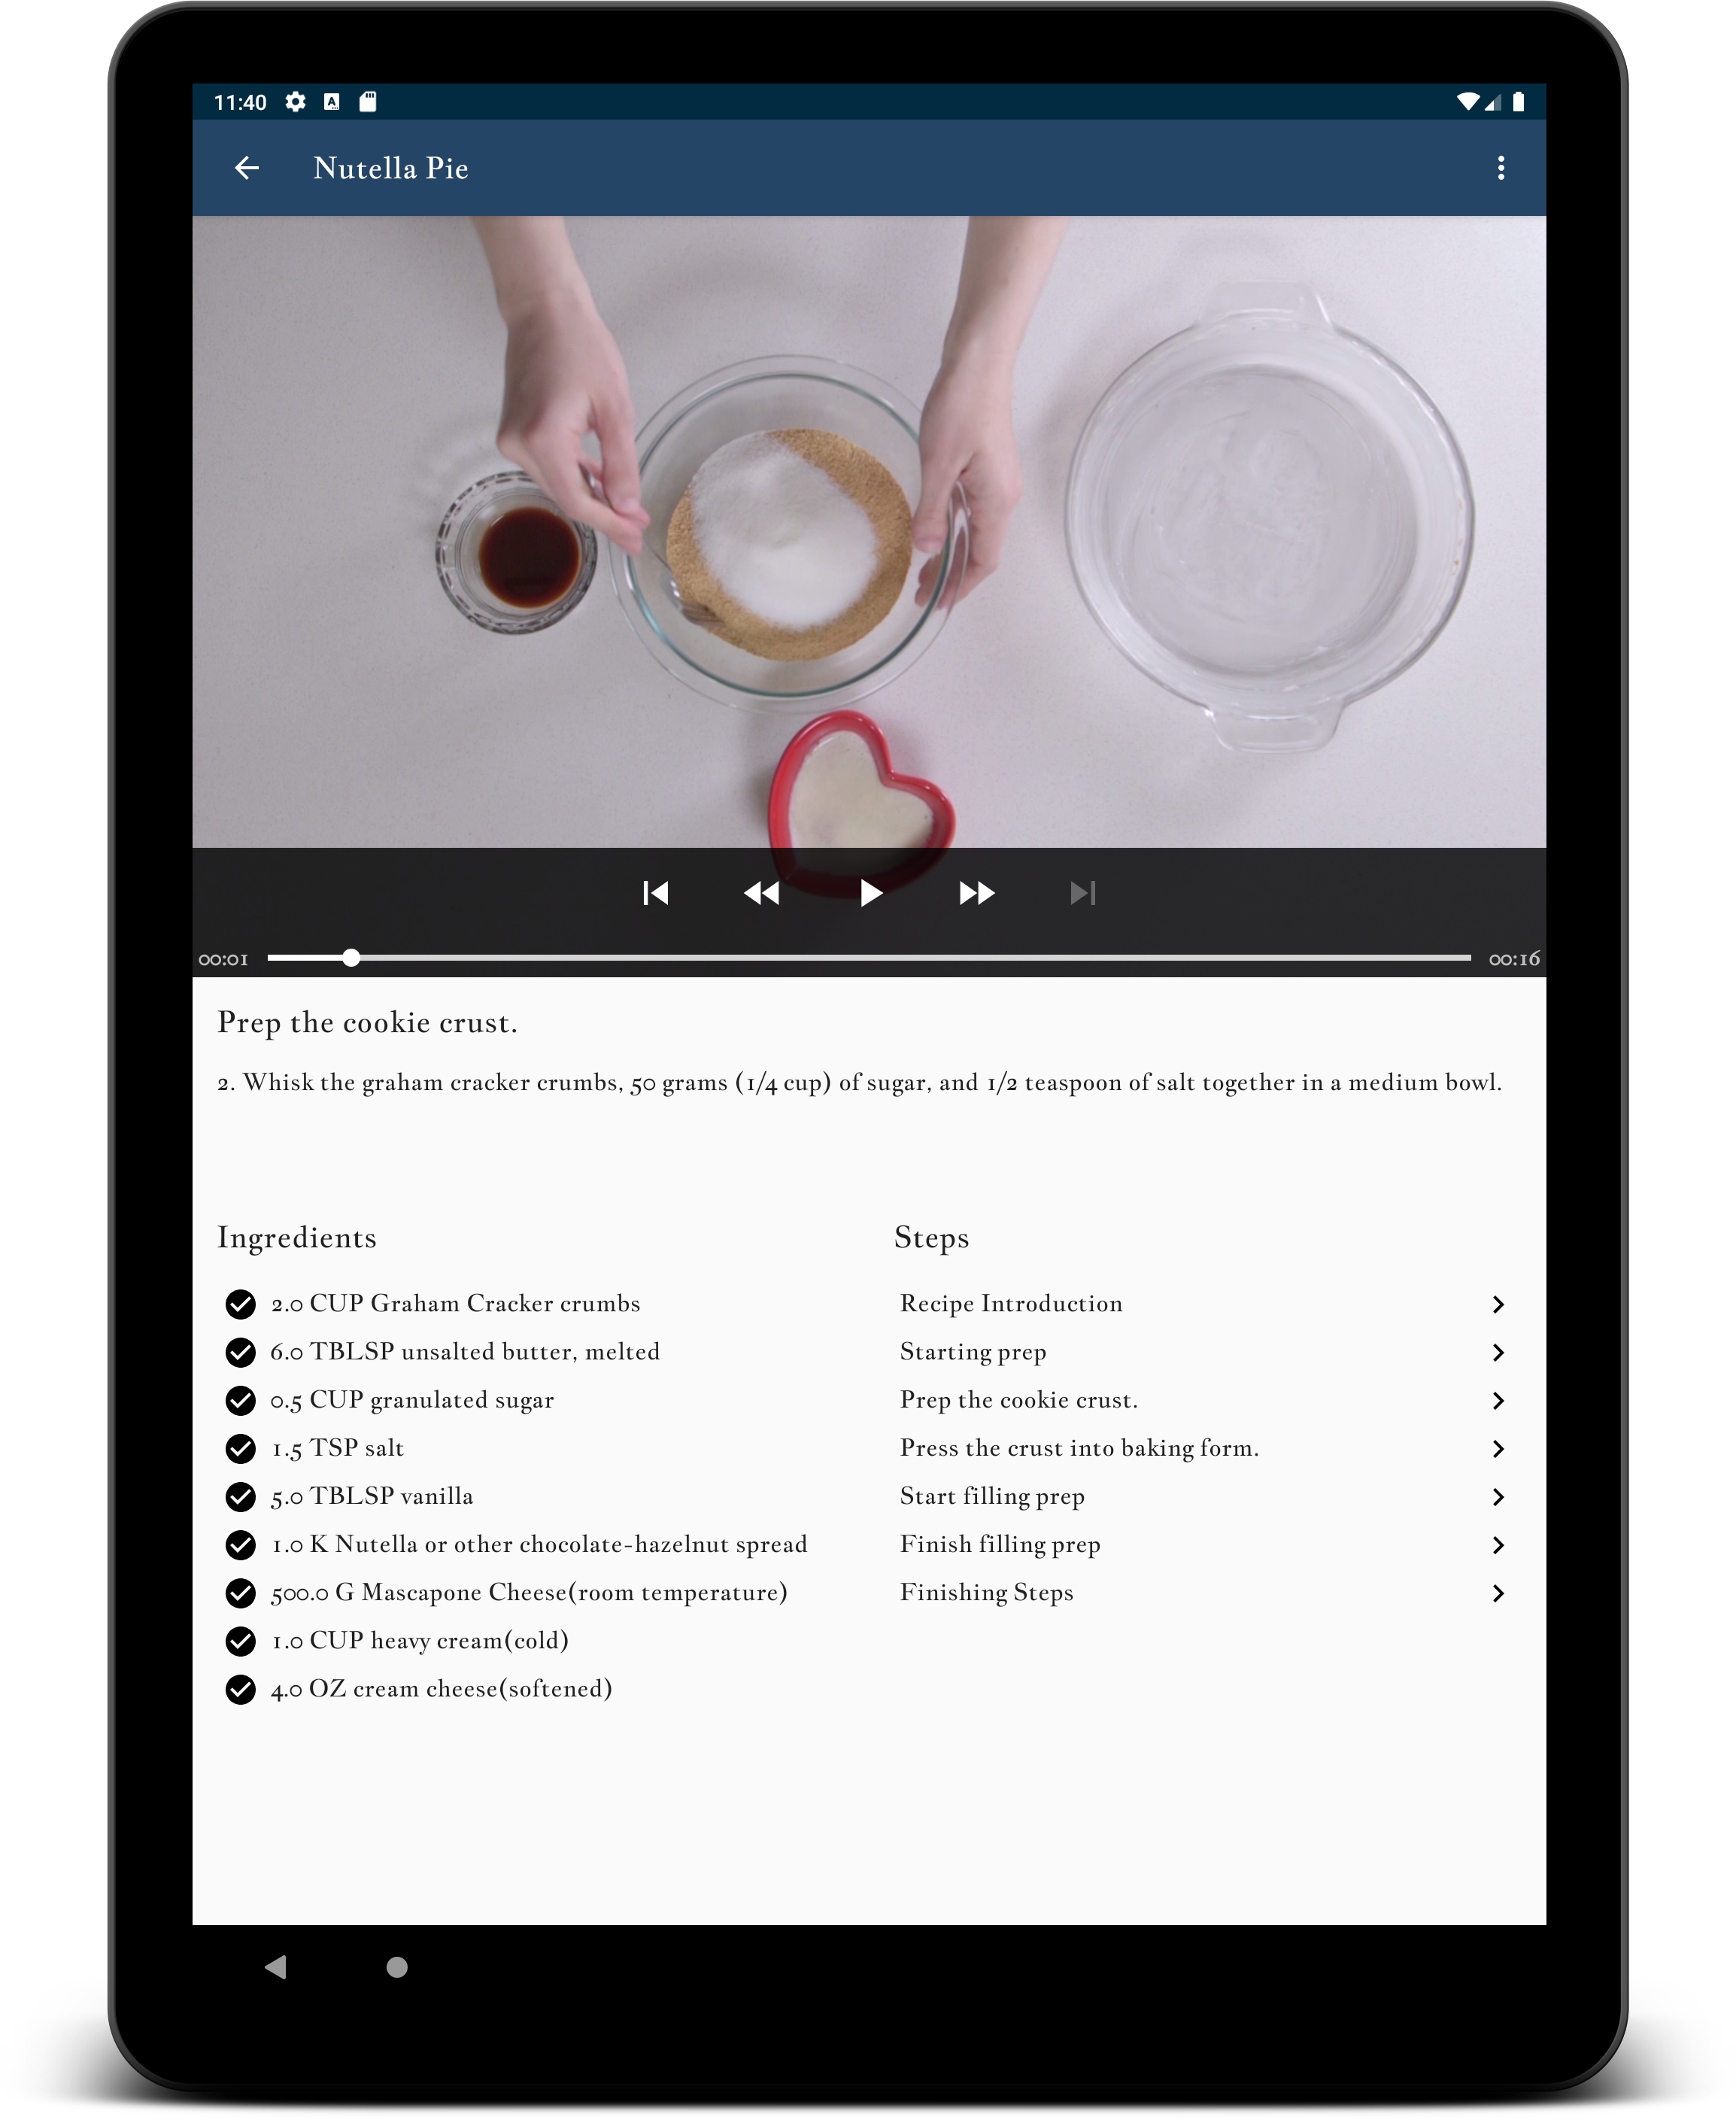 11:40
Nutella Pie
00:01
00:16
Prep the cookie crust.
2. Whisk the graham cracker crumbs, 50 grams (1/4 cup) of sugar, and 1/2 teaspoon of salt together in a medium bowl.
Ingredients
2.0 CUP Graham Cracker crumbs
6.0 TBLSP unsalted butter, melted
0.5 CUP granulated sugar
1.5 TSP salt
5.0 TBLSP vanilla
1.0 K Nutella or other chocolate-hazelnut spread
500.0 G Mascapone Cheese(room temperature)
1.0 CUP heavy cream(cold)
4.0 OZ cream cheese(softened)
Steps
Recipe Introduction
Starting prep
Prep the cookie crust.
Press the crust into baking form.
Start filling prep
Finish filling prep
Finishing Steps